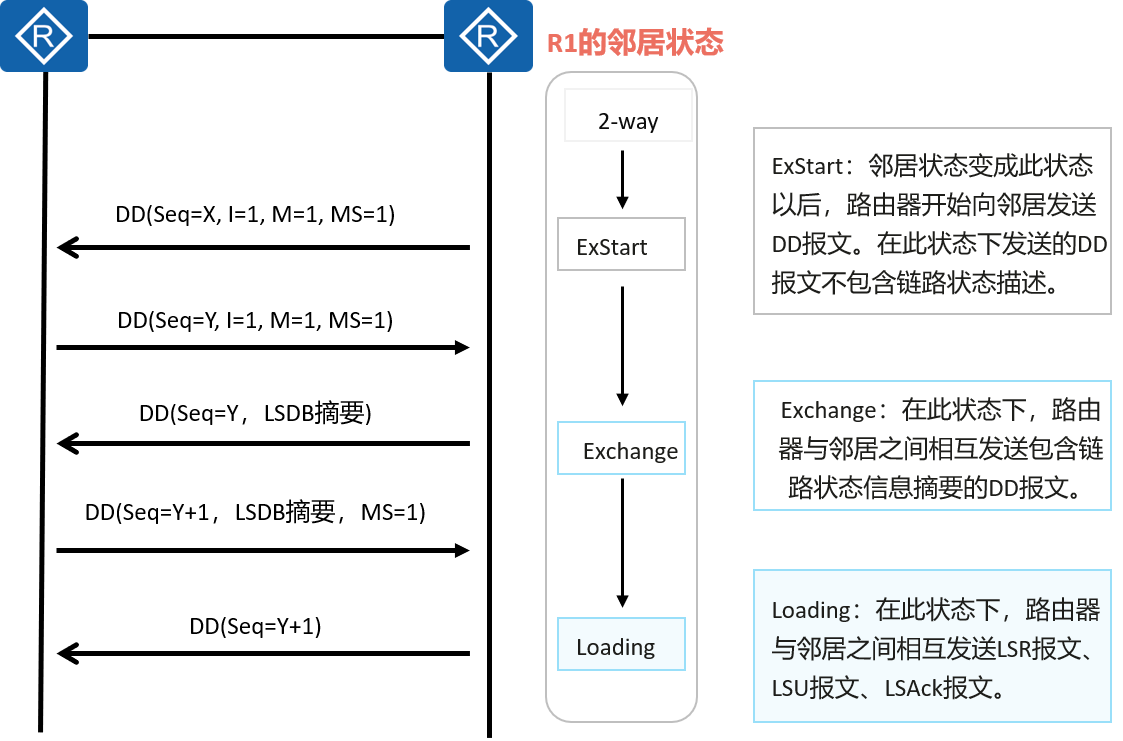 R
R
R1的邻居状态
2-way
DD(Seq=X, I=1, M=1, MS=1)
DD(Seq=Y, I=1, M=1, MS=1)
DD(Seq=Y，LSDB摘要)
DD(Seq=Y+1，LSDB摘要，MS=1)
DD(Seq=Y+1)
ExStart
Exchange
Loading
ExStart：邻居状态变成此状态
以后，路由器开始向邻居发送
DD报文。在此状态下发送的DD
报文不包含链路状态描述。
Exchange：在此状态下，路由
器与邻居之间相互发送包含链
路状态信息摘要的DD报文。
Loading：在此状态下，路由器
与邻居之间相互发送LSR报文、
LSU报文、LSAck报文。